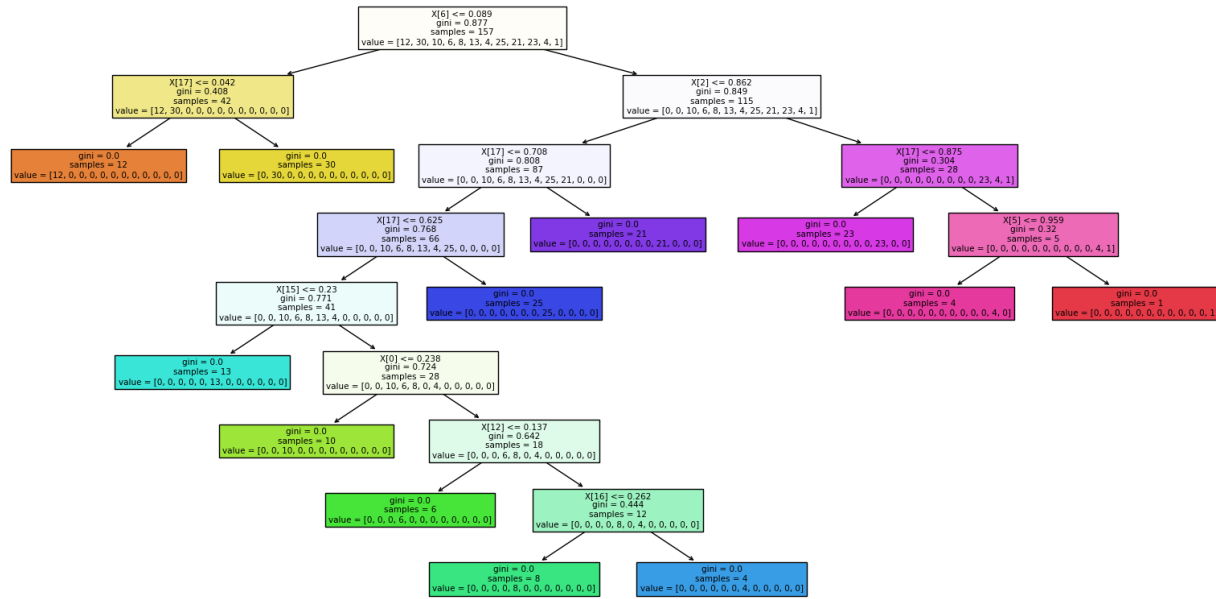 X[6] <= 0.089
gini = 0.877
samples = 157
value = [12, 30, 10, 6, 8, 13, 4, 25, 21, 23, 4, 1]
X[17] <= 0.042
gini = 0.408
samples = 42
value = [12, 30, 0, 0, 0, 0, 0, 0, 0, 0, 0, 0]
X[2] <= 0.862
gini = 0.849
samples = 115
value = [0, 0, 10, 6, 8, 13, 4, 25, 21, 23, 4, 1]
gini = 0.0
samples = 12
value = [12, 0, 0, 0, 0, 0, 0, 0, 0, 0, 0, 0]
gini = 0.0
samples = 30
value = [0, 30, 0, 0, 0, 0, 0, 0, 0, 0, 0, 0]
X[17] <= 0.708
gini = 0.808
samples = 87
value = [0, 0, 10, 6, 8, 13, 4, 25, 21, 0, 0, 0]
X[17] <= 0.875
gini = 0.304
samples = 28
value = [0, 0, 0, 0, 0, 0, 0, 0, 0, 23, 4, 1]
X[17] <= 0.625
gini = 0.768
samples = 66
value = [0, 0, 10, 6, 8, 13, 4, 25, 0, 0, 0, 0]
gini = 0.0
samples = 21
value = [0, 0, 0, 0, 0, 0, 0, 0, 21, 0, 0, 0]
gini = 0.0
samples = 23
value = [0, 0, 0, 0, 0, 0, 0, 0, 0, 23, 0, 0]
X[5] <= 0.959
gini = 0.32
samples = 5
value = [0, 0, 0, 0, 0, 0, 0, 0, 0, 0, 4, 1]
X[15] <= 0.23
gini = 0.771
samples = 41
value = [0, 0, 10, 6, 8, 13, 4, 0, 0, 0, 0, 0]
gini = 0.0
samples = 25
value = [0, 0, 0, 0, 0, 0, 0, 25, 0, 0, 0, 0]
gini = 0.0
samples = 4
value = [0, 0, 0, 0, 0, 0, 0, 0, 0, 0, 4, 0]
gini = 0.0
samples = 1
value = [0, 0, 0, 0, 0, 0, 0, 0, 0, 0, 0, 1
gini = 0.0
samples = 13
value = [0, 0, 0, 0, 0, 13, 0, 0, 0, 0, 0, 0]
X[0] <= 0.238
gini = 0.724
samples = 28
value = [0, 0, 10, 6, 8, 0, 4, 0, 0, 0, 0, 0]
gini = 0.0
samples = 10
value = [0, 0, 10, 0, 0, 0, 0, 0, 0, 0, 0, 0]
X[12] <= 0.137
gini = 0.642
samples = 18
value = [0, 0, 0, 6, 8, 0, 4, 0, 0, 0, 0, 0]
gini = 0.0
samples = 6
value = [0, 0, 0, 6, 0, 0, 0, 0, 0, 0, 0, 0]
X[16] <= 0.262
gini = 0.444
samples = 12
value = [0, 0, 0, 0, 8, 0, 4, 0, 0, 0, 0, 0]
gini = 0.0
samples = 8
value = [0, 0, 0, 0, 8, 0, 0, 0, 0, 0, 0, 0]
gini = 0.0
samples = 4
value = [0, 0, 0, 0, 0, 0, 4, 0, 0, 0, 0, 0]